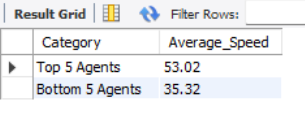 Result Grid Filter Rows:
Category Average_Speed
Top 5 Agents 53.02
Bottom 5 Agents 35.32